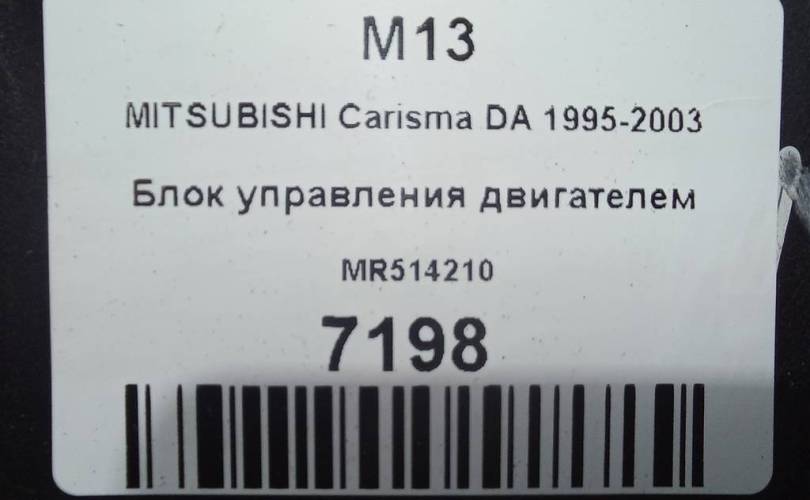 M13
MITSUBISHI Carisma DA 1995-2003
Блок управления двигателем
MR514210
7198